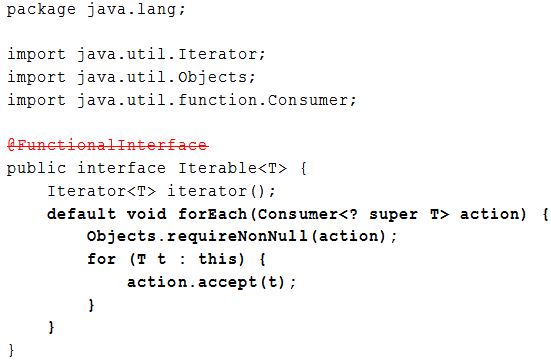 package java.lang;
import java.util.Iterator;
import java.util.Objects;
import java.util.function.Consumer;
@FunctionalInterface
public interface Iterable<T> {
    Iterator<T> iterator();
    default void forEach(Consumer<? super T> action) {
        Objects.requireNonNull(action);
        for (T t : this) {
            action.accept(t);
        }
    }
}